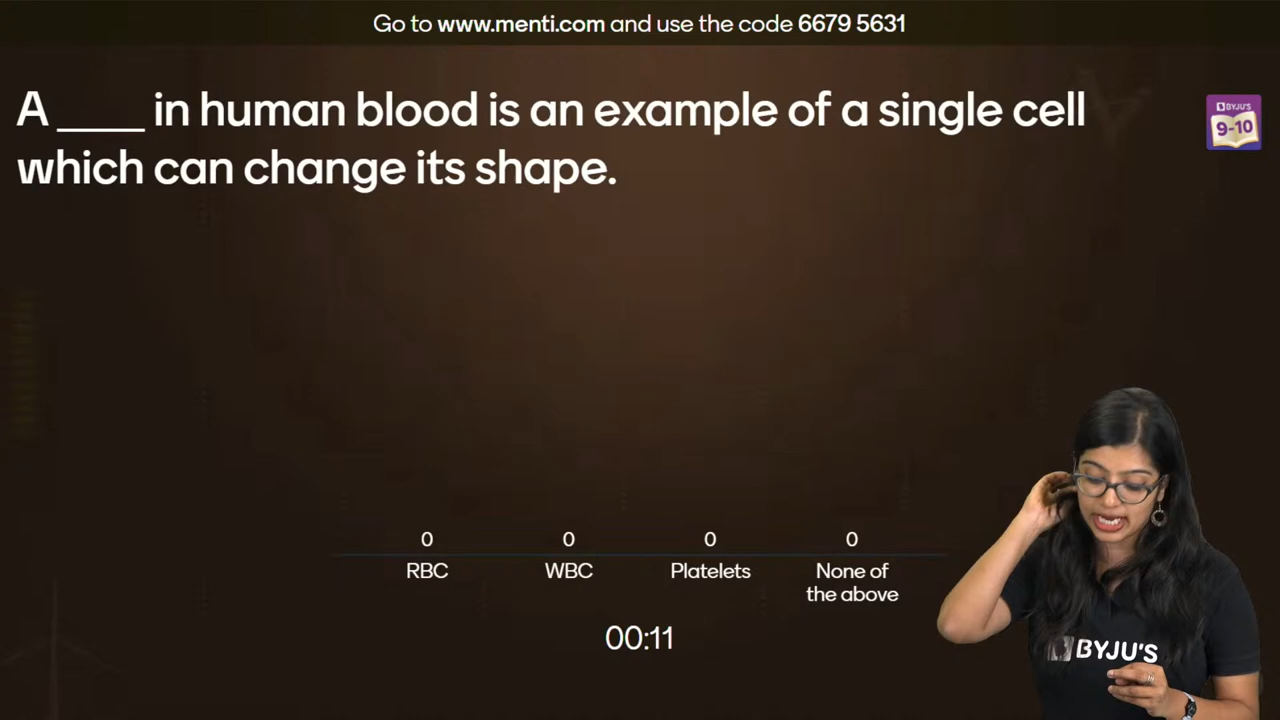 Go to www.menti.com and use the code 6679 5631
A ____ in human blood is an example of a single cell
which can change its shape.
BYJU'S
9-10
0 0 0 0
RBC WBC Platelets None of
the above
00:11
BYJU'S